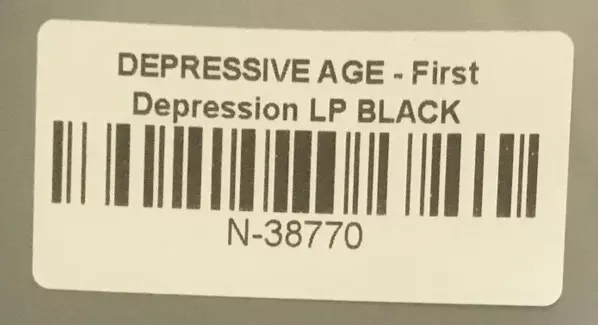 DEPRESSIVE AGE - First
Depression LP BLACK
N-38770